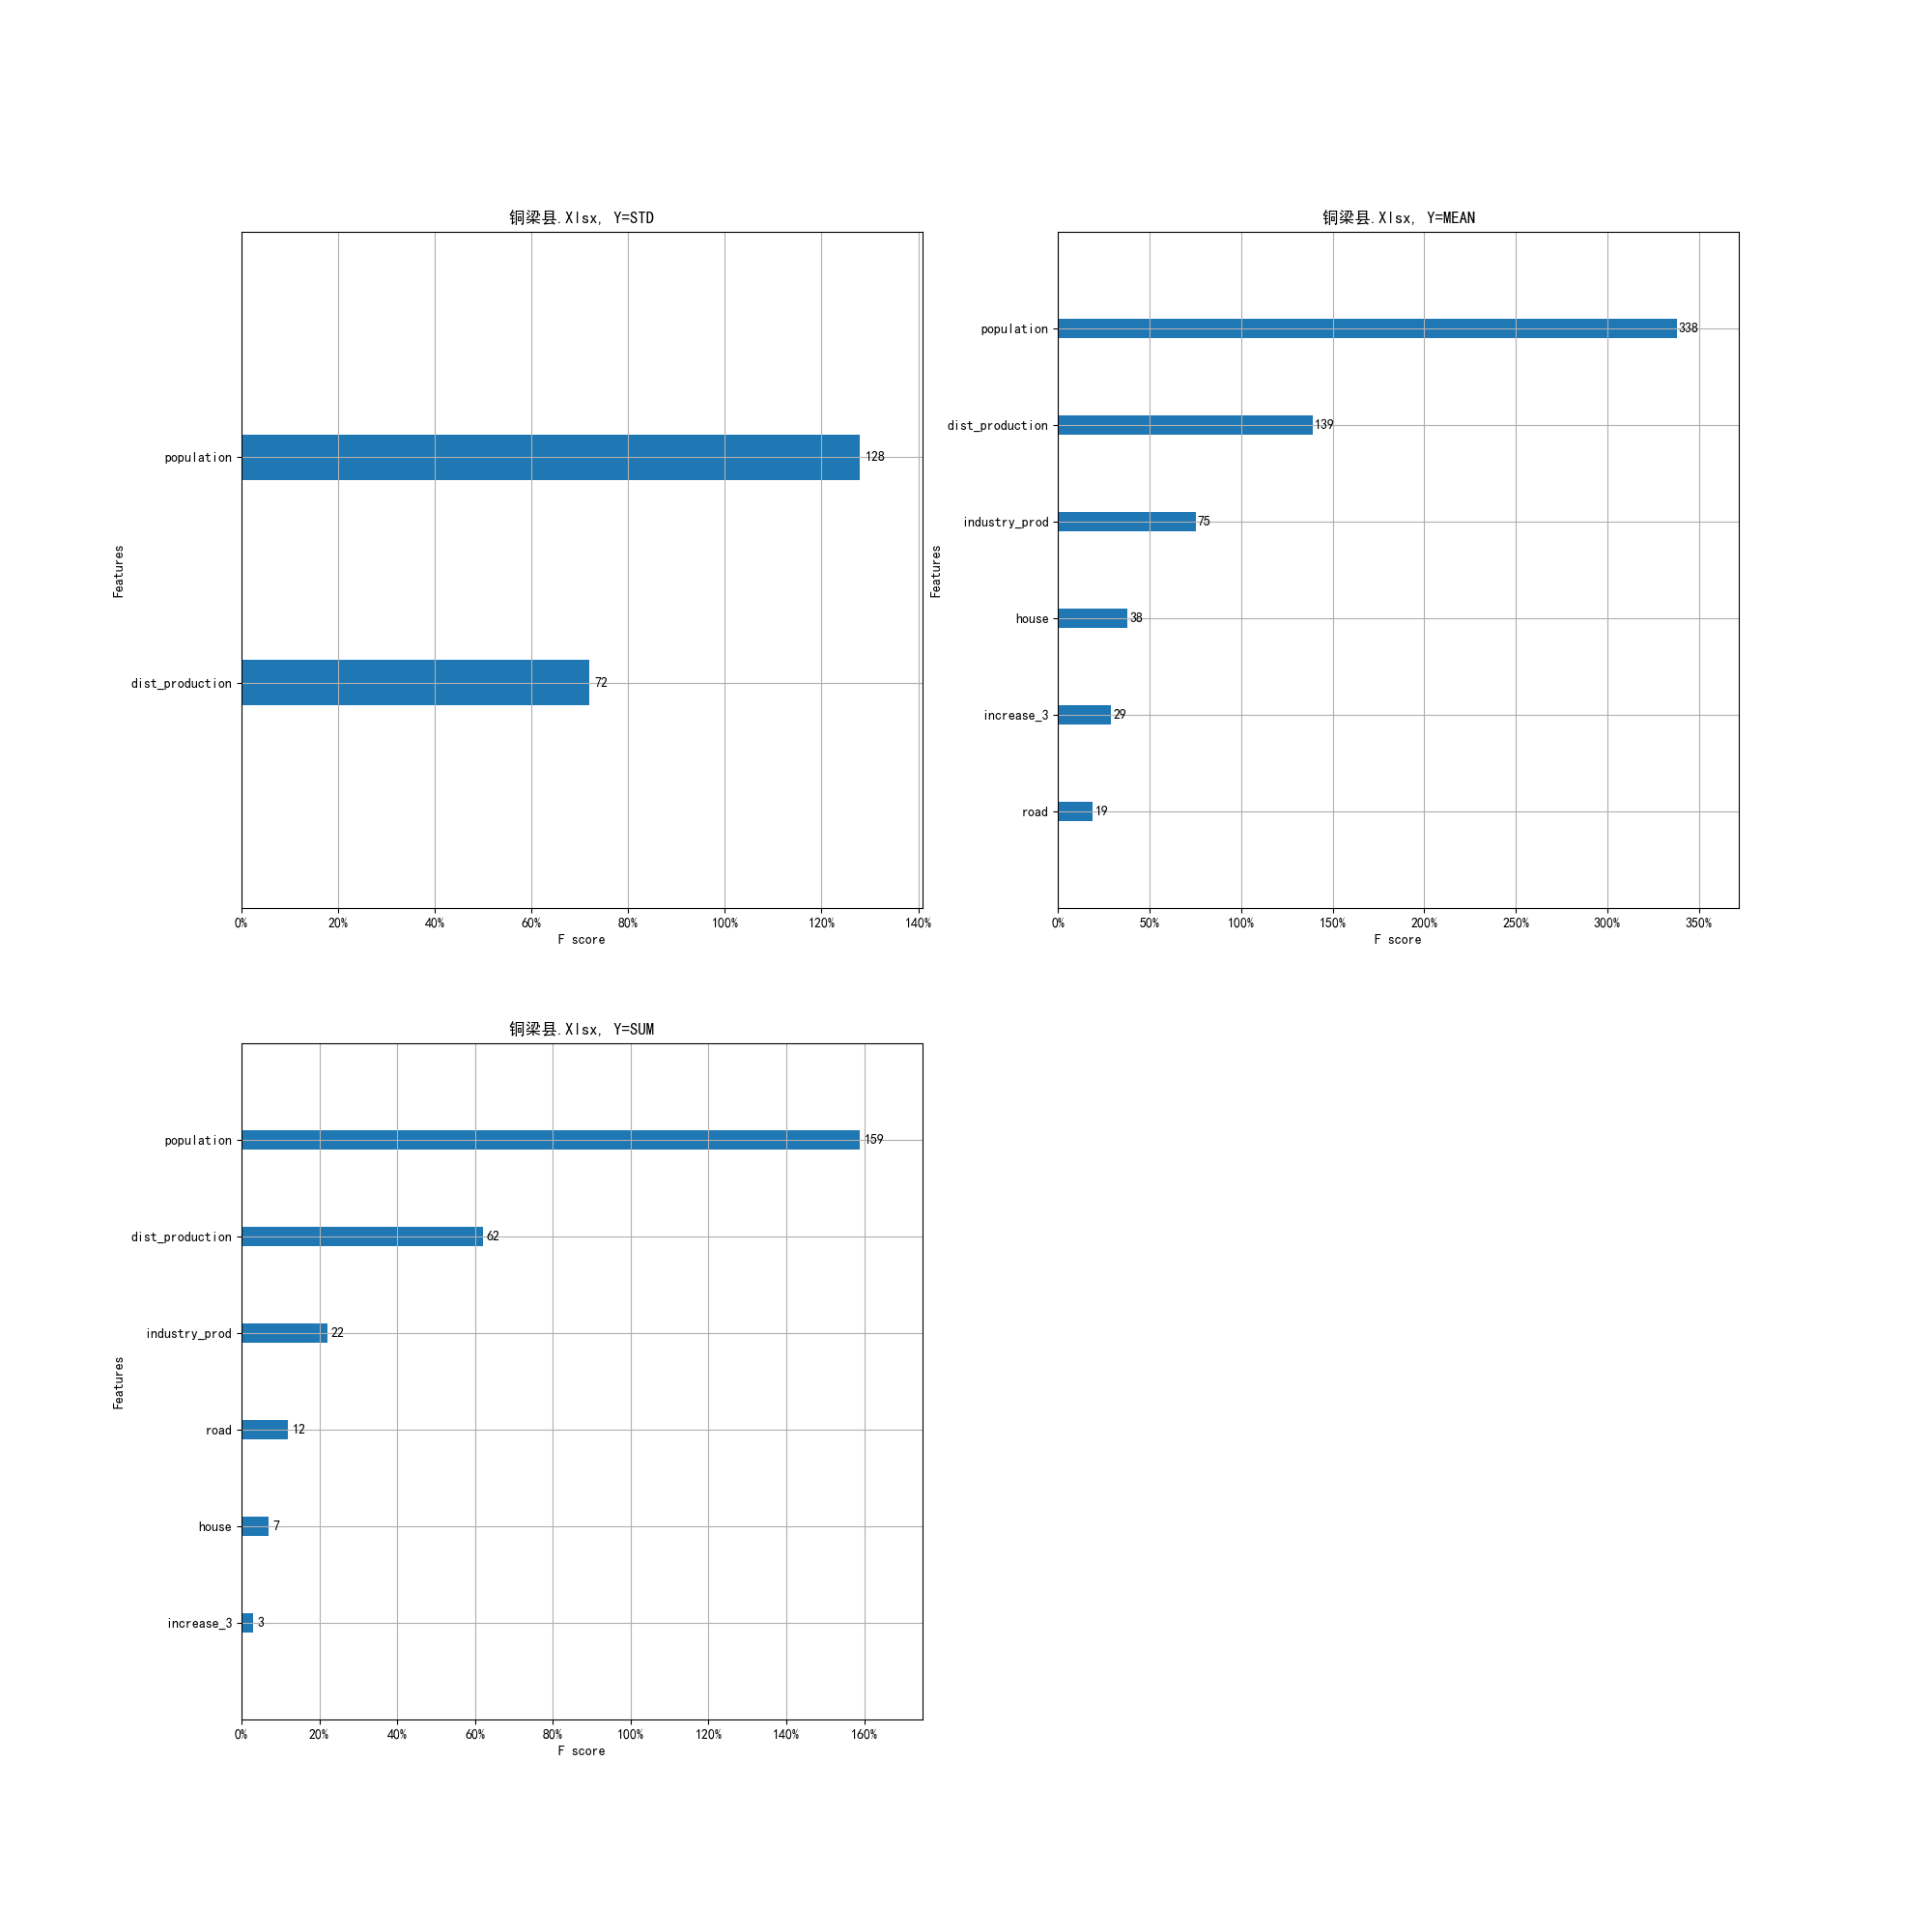 铜梁县.Xlsx, Y=STD
Features
population
128
dist_production
72
0% 20% 40% 60% 80% 100% 120% 140%
F score
铜梁县.Xlsx, Y=MEAN
Features
population
338
dist_production
139
industry_prod
75
house
38
increase_3
29
road
19
0% 50% 100% 150% 200% 250% 300% 350%
F score
铜梁县.Xlsx, Y=SUM
Features
population
159
dist_production
62
industry_prod
22
road
12
house
7
increase_3
3
0% 20% 40% 60% 80% 100% 120% 140% 160%
F score